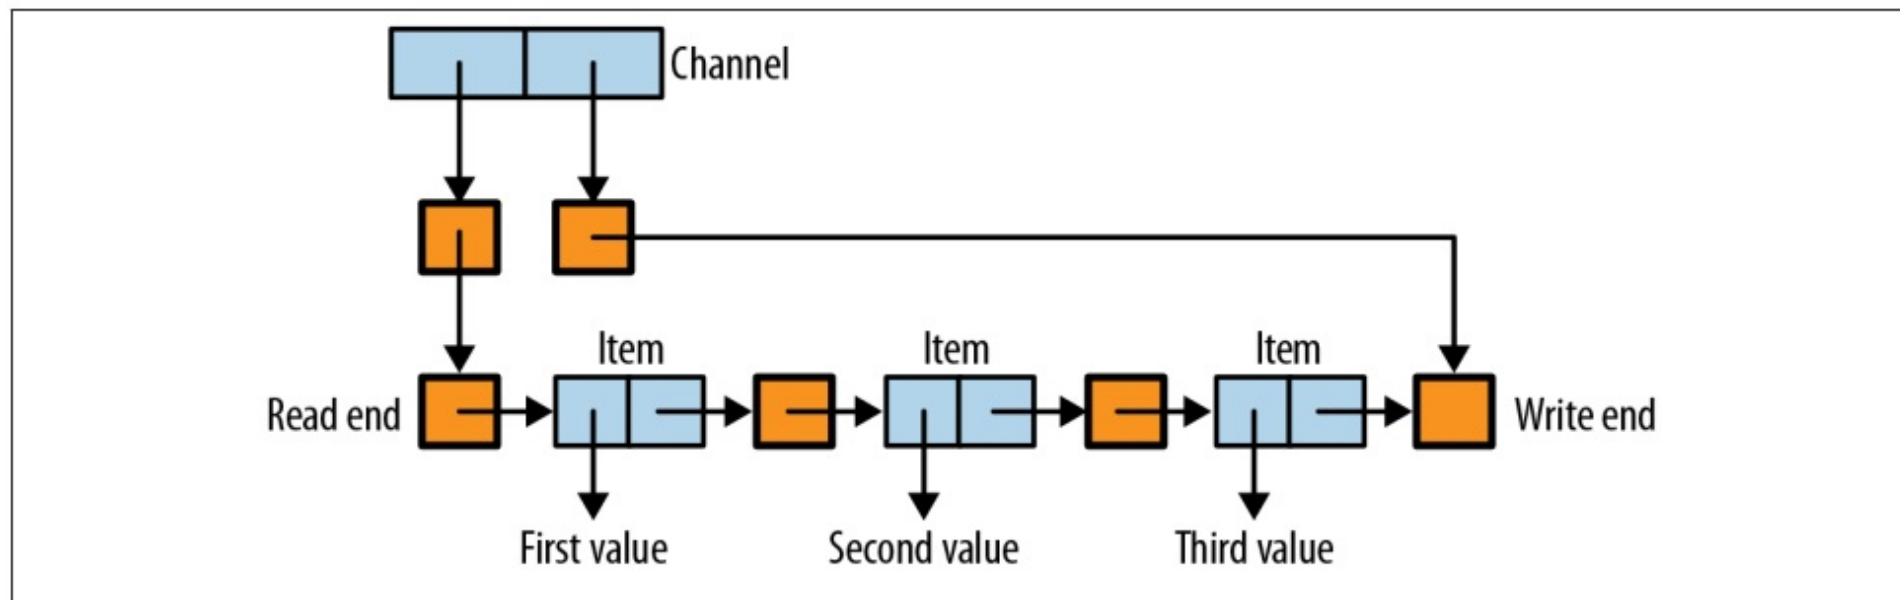 Channel
Item
Item
Item
Read end
Write end
First value
Second value
Third value